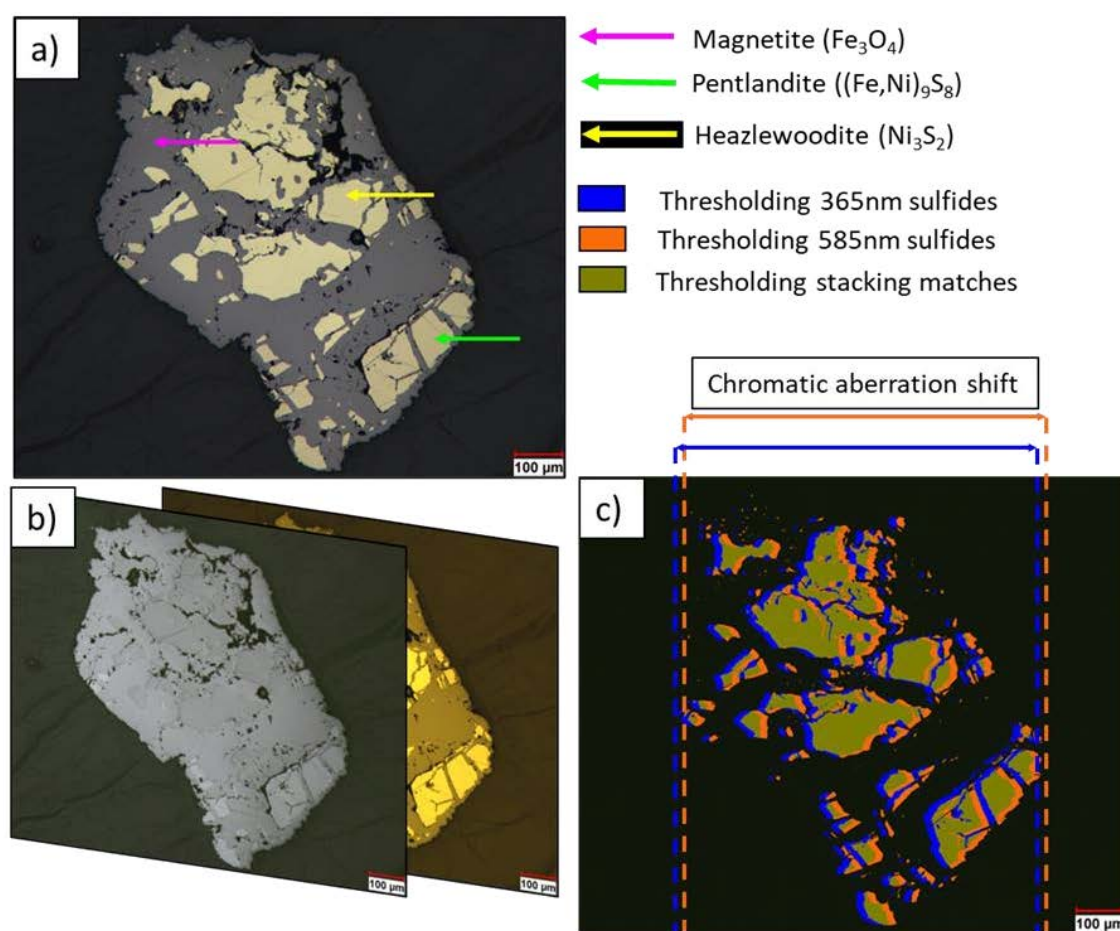 a)
Magnetite (Fe₃O₄)
Pentlandite ((Fe,Ni)₉S₈)
Heazlewoodite (Ni₃S₂)
Thresholding 365nm sulfides
Thresholding 585nm sulfides
Thresholding stacking matches
100 µm
Chromatic aberration shift
b)
100 µm
100 µm
c)
100 µm